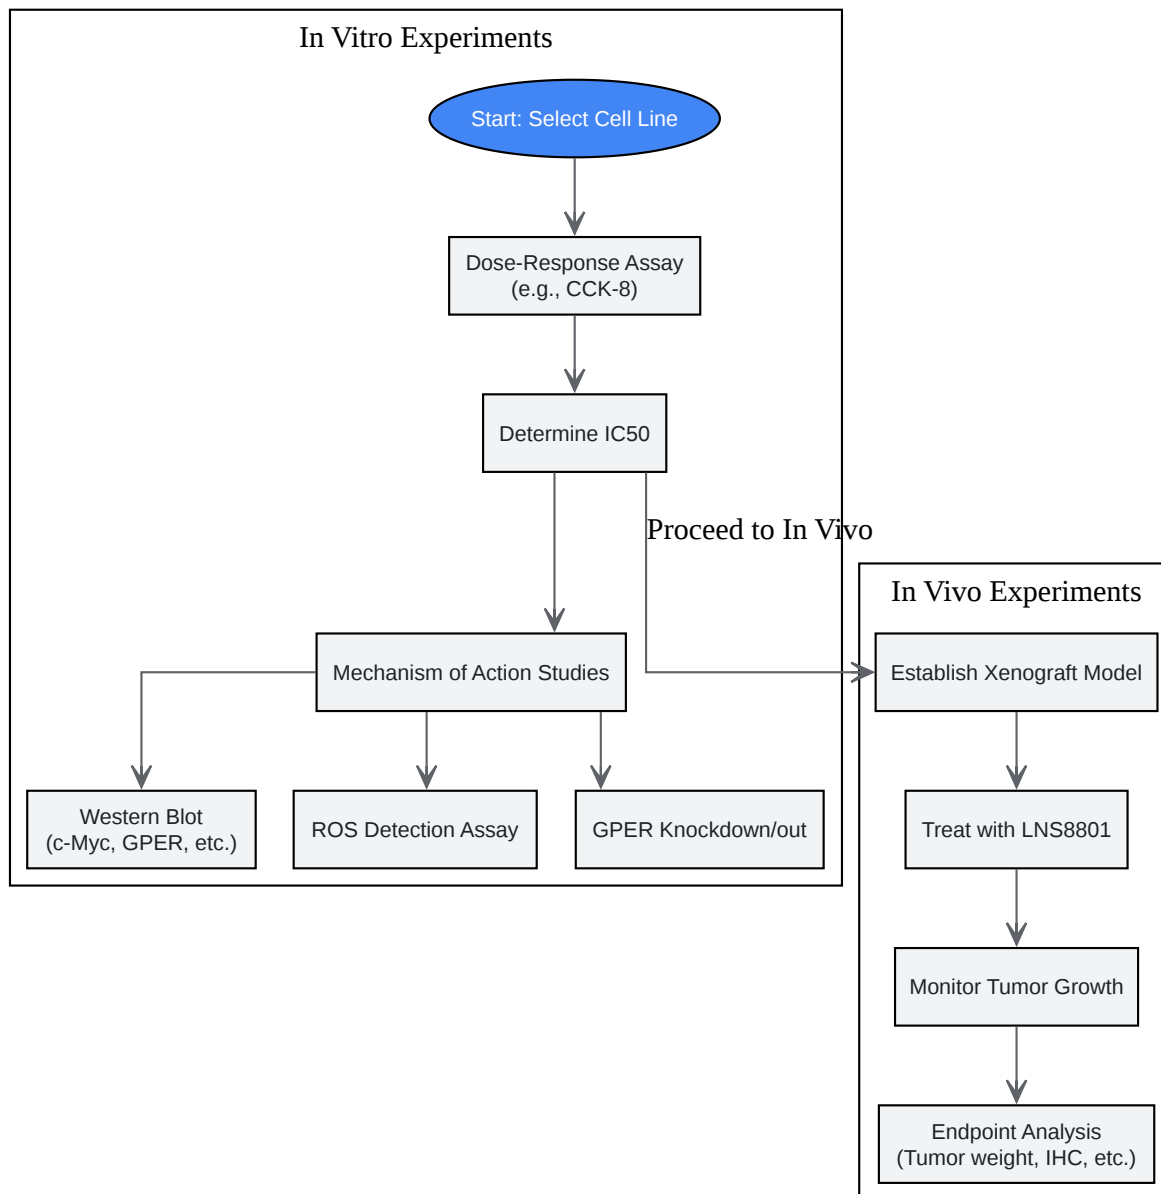 In Vitro Experiments
Start: Select Cell Line
Dose-Response Assay
(e.g., CCK-8)
Determine IC50
Proceed to In Vivo
In Vivo Experiments
Mechanism of Action Studies
Establish Xenograft Model
Western Blot
(c-Myc, GPER, etc.)
ROS Detection Assay
GPER Knockdown/out
Treat with LNS8801
Monitor Tumor Growth
Endpoint Analysis
(Tumor weight, IHC, etc.)